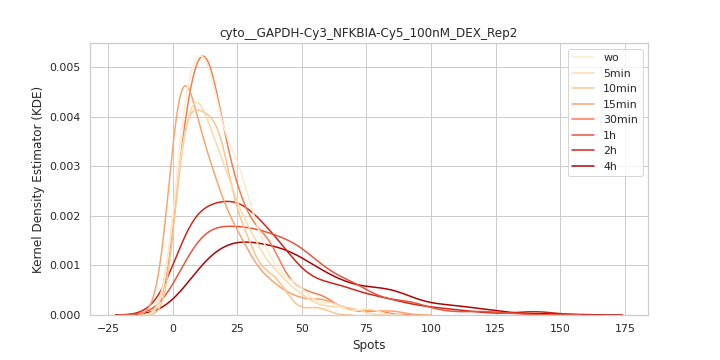 cyto__GAPDH-Cy3_NFKBIA-Cy5_100nM_DEX_Rep2
Kernel Density Estimator (KDE)
0.005
0.004
0.003
0.002
0.001
0.000
wo
5min
10min
15min
30min
1h
2h
4h
−25 0 25 50 75 100 125 150 175
Spots